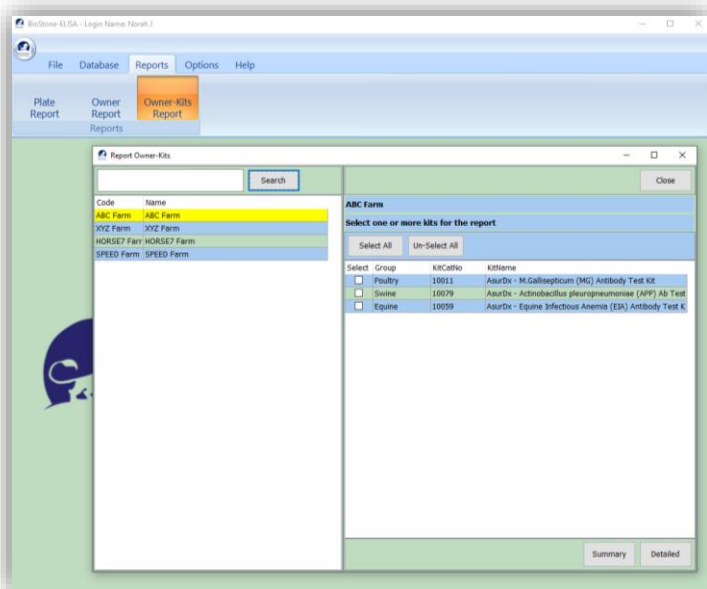 BioStone-ELISA - Login Name: Norah J
File Database Reports Options Help
Plate Report
Owner Report
Owner-Kits Report
Reports
Report Owner-Kits
Search
Close
Code Name
ABC Farm ABC Farm
XYZ Farm XYZ Farm
HORSE7 Farr HORSE7 Farm
SPEED Farm SPEED Farm
ABC Farm
Select one or more kits for the report
Select All Un-Select All
Select Group KitCatNo KitName
Poultry 10011 AsurDx - M.Gallisepticum (MG) Antibody Test Kit
Swine 10079 AsurDx - Actinobacillus pleuropneumoniae (APP) Ab Test
Equine 10059 AsurDx - Equine Infectious Anemia (EIA) Antibody Test K
Summary Detailed